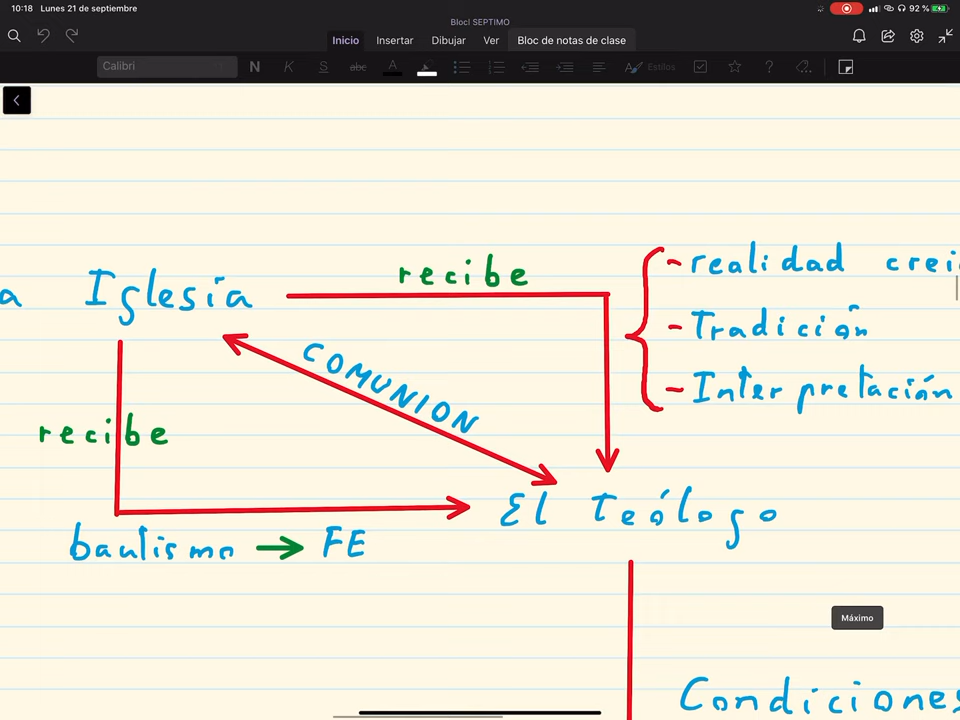 10:18 Lunes 21 de septiembre
92 %
Bloc! SEPTIMO
Inicio Insertar Dibujar Ver Bloc de notas de clase
Calibri N K S abc A A Estilos
a Iglesia recibe
- realidad crei
- Tradición
- Interpretación
COMUNION
recibe
El Teólogo
bautismo → FE
Máximo
Condiciones